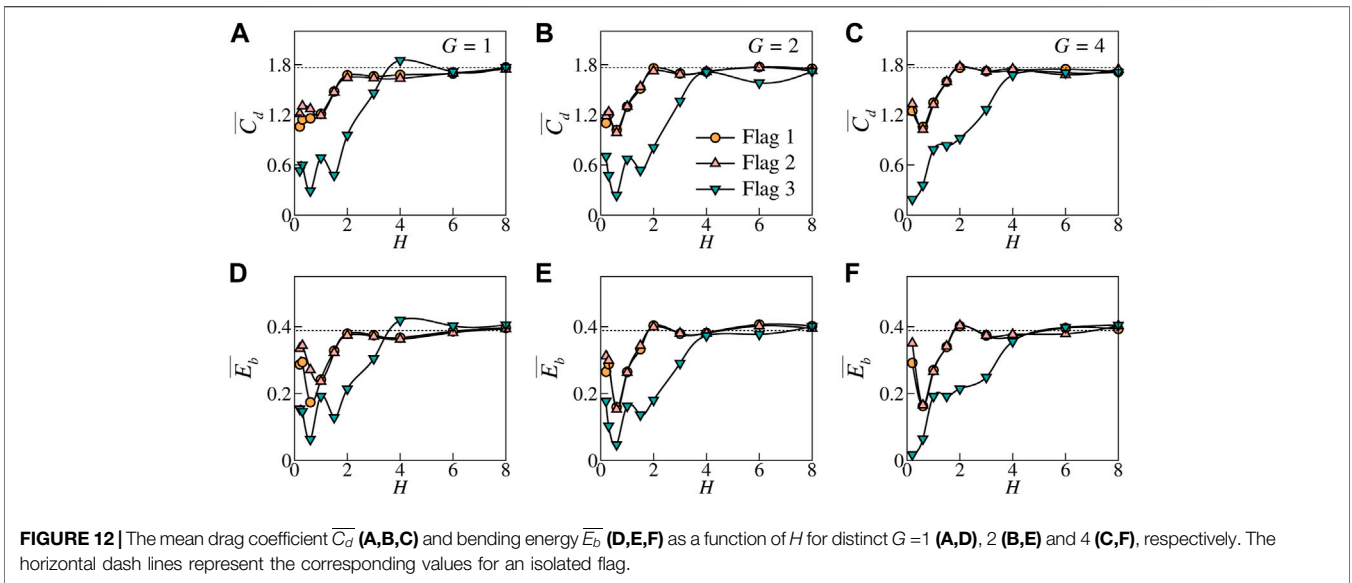 A
G = 1
B
G = 2
C
G = 4
1.8
1.2
0.6
0
C̅d
0
2
4
6
8
H
1.8
1.2
0.6
0
C̅d
Flag 1
Flag 2
Flag 3
0
2
4
6
8
H
1.8
1.2
0.6
0
C̅d
0
2
4
6
8
H
D
E
F
0.4
0.2
0
E̅b
0
2
4
6
8
H
0.4
0.2
0
E̅b
0
2
4
6
8
H
0.4
0.2
0
E̅b
0
2
4
6
8
H
FIGURE 12 | The mean drag coefficient C̅d (A,B,C) and bending energy E̅b (D,E,F) as a function of H for distinct G =1 (A,D), 2 (B,E) and 4 (C,F), respectively. The
horizontal dash lines represent the corresponding values for an isolated flag.